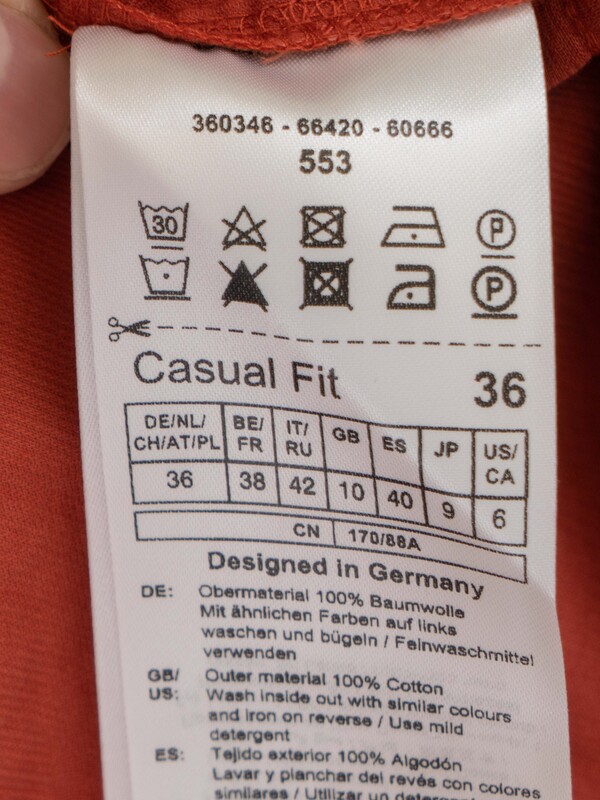 360346 - 66420 - 60666
553
30 P
P
Casual Fit 36
DE/NL/ CH/AT/PL BE/ FR IT/ RU GB ES JP US/ CA
36 38 42 10 40 9 6
CN 170/88A
Designed in Germany
DE: Obermaterial 100% Baumwolle
Mit ähnlichen Farben auf links
waschen und bügeln / Feinwaschmittel
verwenden
GB/ Outer material 100% Cotton
US: Wash inside out with similar colours
and iron on reverse / Use mild
detergent
ES: Tejido exterior 100% Algodón
Lavar y planchar del revés con colores
similares / Utilizar un